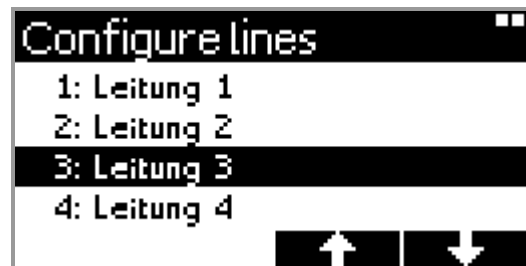 Configure lines
1: Leitung 1
2: Leitung 2
3: Leitung 3
4: Leitung 4